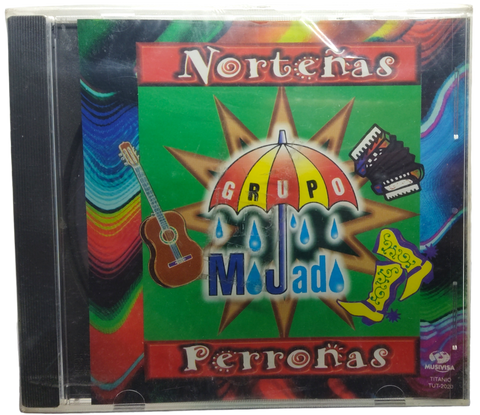 Norteñas
GRUPO
MOJado
Perroñas
MUSIVISA
TITANIO